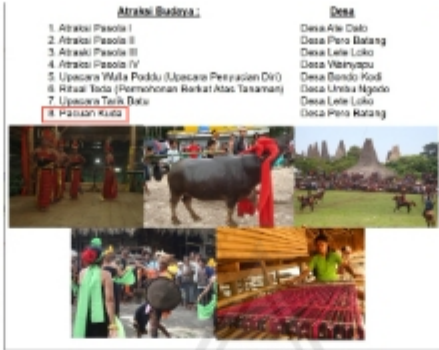 Atraksi Budaya : Desa
1. Atraksi Pasola I Desa Ate Dalo
2. Atraksi Pasola II Desa Pero Batang
3. Atraksi Pasola III Desa Lete Loko
4. Atraksi Pasola IV Desa Wainyapu
5. Upacara Wulla Poddu (Upacara Penyucian Diri) Desa Bondo Kodi
6. Ritual Toda (Permohonan Berkat Atas Tanaman) Desa Umbu Ngedo
7. Upacara Tarik Batu Desa Lete Loko
8. Pacuan Kuda Desa Pero Batang